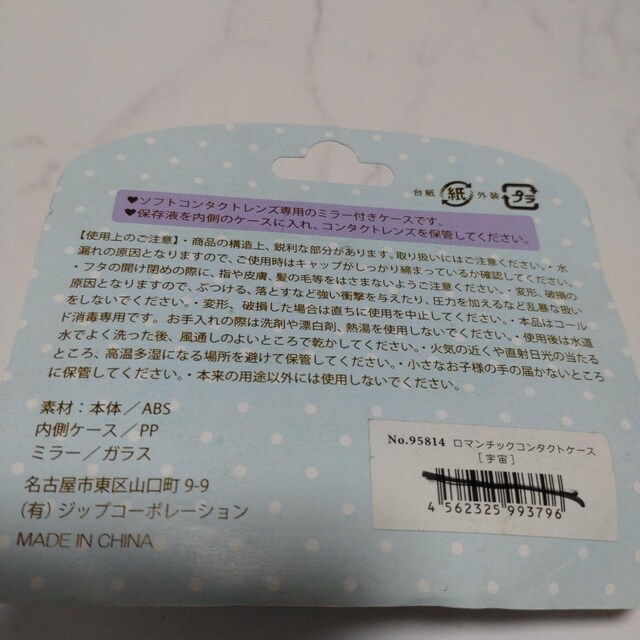 台紙 紙 外装 プラ
♥ソフトコンタクトレンズ専用のミラー付きケースです。
♥保存液を内側のケースに入れ、コンタクトレンズを保管してください。
【使用上のご注意】・商品の構造上、鋭利な部分があります。取り扱いにはご注意ください。・水
漏れの原因となりますので、ご使用時はキャップがしっかり締まっているか確認してください。
・フタの開け閉めの際に、指や皮膚、髪の毛等をはさまないようご注意ください。・変形、破損の
原因となりますので、ぶつける、落とすなど強い衝撃を与えたり、圧力を加えるなど乱暴な扱い
をしないでください。・変形、破損した場合は直ちに使用を中止してください。・本品はコール
ド消毒専用です。お手入れの際は洗剤や漂白剤、熱湯を使用しないでください。・使用後は水道
水でよく洗った後、風通しのよいところで乾かしてください。・火気の近くや直射日光の当たる
ところ、高温多湿になる場所を避けて保管してください。・小さなお子様の手の届かないところ
に保管してください。・本来の用途以外には使用しないでください。
素材：本体／ABS
内側ケース／PP
ミラー／ガラス
名古屋市東区山口町 9-9
（有）ジップコーポレーション
MADE IN CHINA
No.95814 ロマンチックコンタクトケース
［宇宙］
4 562325 993796